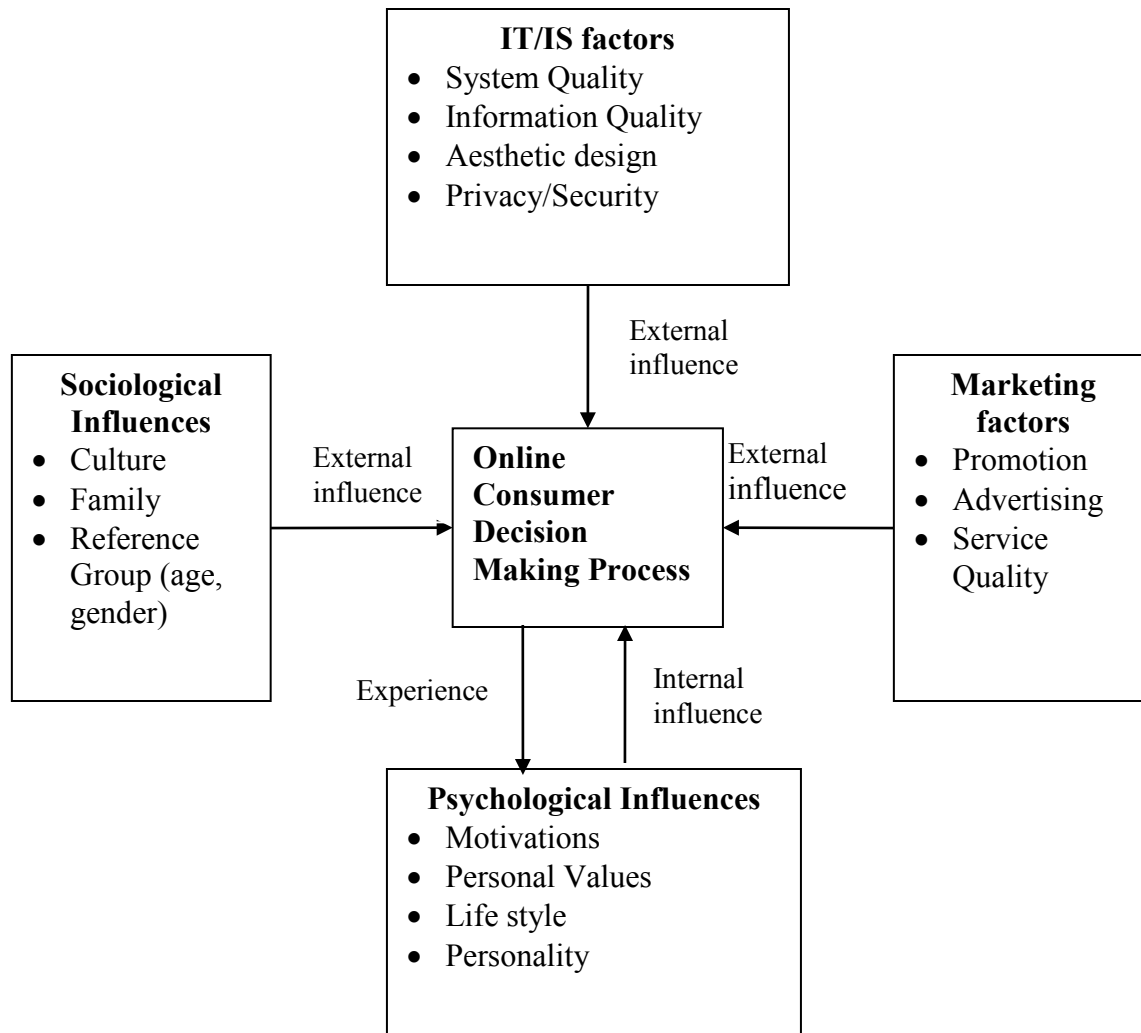 IT/IS factors
• System Quality
• Information Quality
• Aesthetic design
• Privacy/Security
External
influence
Sociological
Influences
• Culture
• Family
• Reference
Group (age,
gender)
External
influence
Online
Consumer
Decision
Making Process
External
influence
Marketing
factors
• Promotion
• Advertising
• Service
Quality
Experience
Internal
influence
Psychological Influences
• Motivations
• Personal Values
• Life style
• Personality